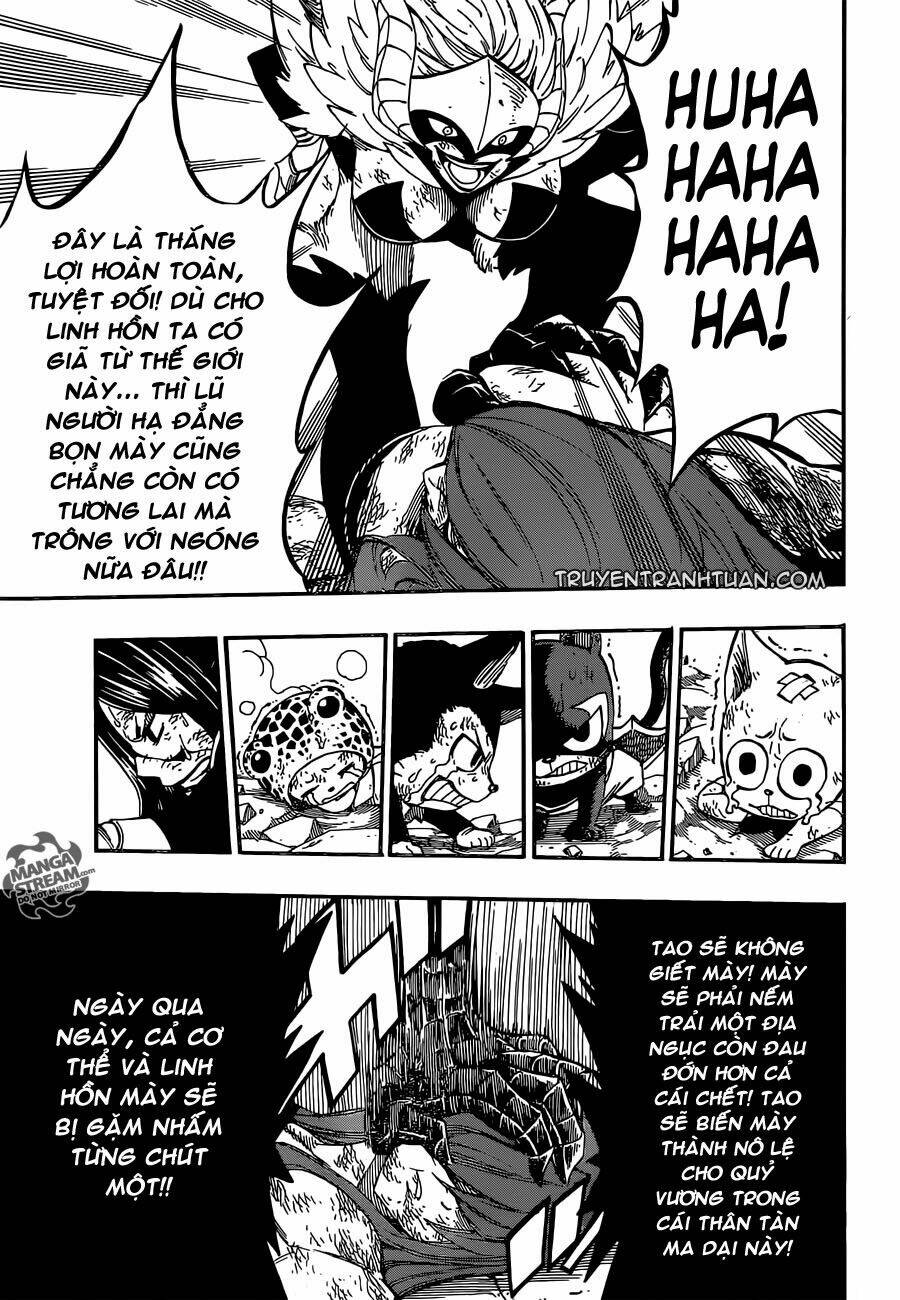 HUHA
HAHA
HAHA
HA!
ĐÂY LÀ THẮNG
LỢI HOÀN TOÀN,
TUYỆT ĐỐI! DÙ CHO
LINH HỒN TA CÓ
GIÃ TỪ THẾ GIỚI
NÀY... THÌ LŨ
NGƯỜI HẠ ĐẲNG
BỌN MÀY CŨNG
CHẲNG CÒN CÓ
TƯƠNG LAI MÀ
TRÔNG VỚI NGÓNG
NỮA ĐÂU!!
TRUYENTRANHTUAN.COM
MANGA
STREAM.com
DO NOT MIRROR
TAO SẼ KHÔNG
GIẾT MÀY! MÀY
SẼ PHẢI NẾM
TRẢI MỘT ĐỊA
NGỤC CÒN ĐAU
ĐỚN HƠN CẢ
CÁI CHẾT! TAO
SẼ BIẾN MÀY
THÀNH NÔ LỆ
CHO QUỶ
VƯƠNG TRONG
CÁI THÂN TÀN
MA DẠI NÀY!
NGÀY QUA
NGÀY, CẢ CƠ
THỂ VÀ LINH
HỒN MÀY SẼ
BỊ GẶM NHẤM
TỪNG CHÚT
MỘT!!